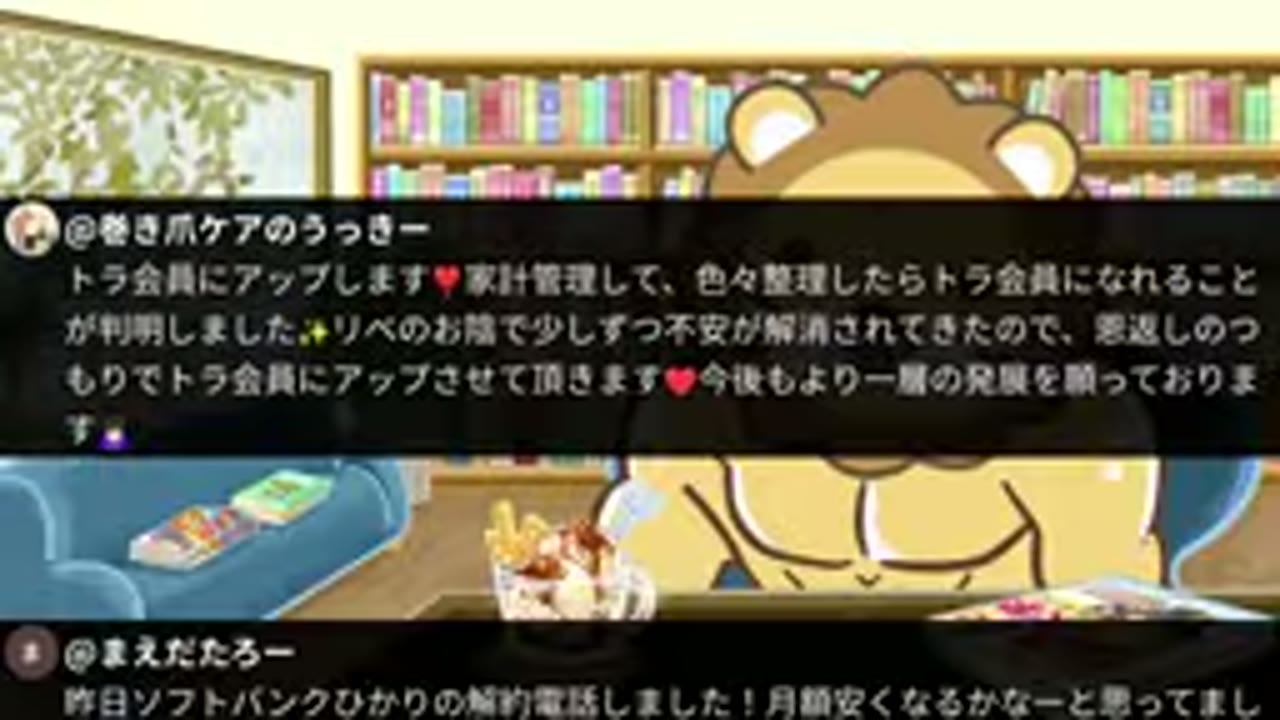 @巻き爪ケアのうっきー
トラ会員にアップします❣️家計管理して、色々整理したらトラ会員になれること
が判明しました✨リベのお陰で少しずつ不安が解消されてきたので、恩返しのつ
もりでトラ会員にアップさせて頂きます❤️今後もより一層の発展を願っておりま
す🙇‍♀️
ま
@まえだたろー
昨日ソフトバンクひかりの解約電話しました！月額安くなるかなーと思ってまし